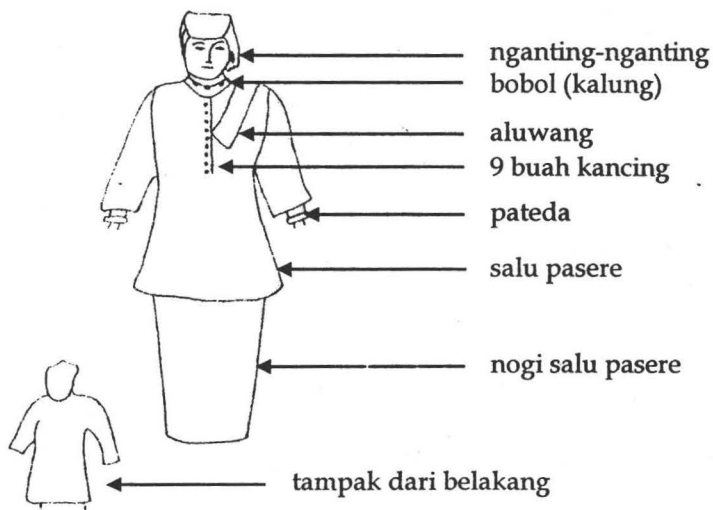 nganting-nganting
bobol (kalung)
aluwang
9 buah kancing
pateda
salu pasere
nogi salu pasere
tampak dari belakang